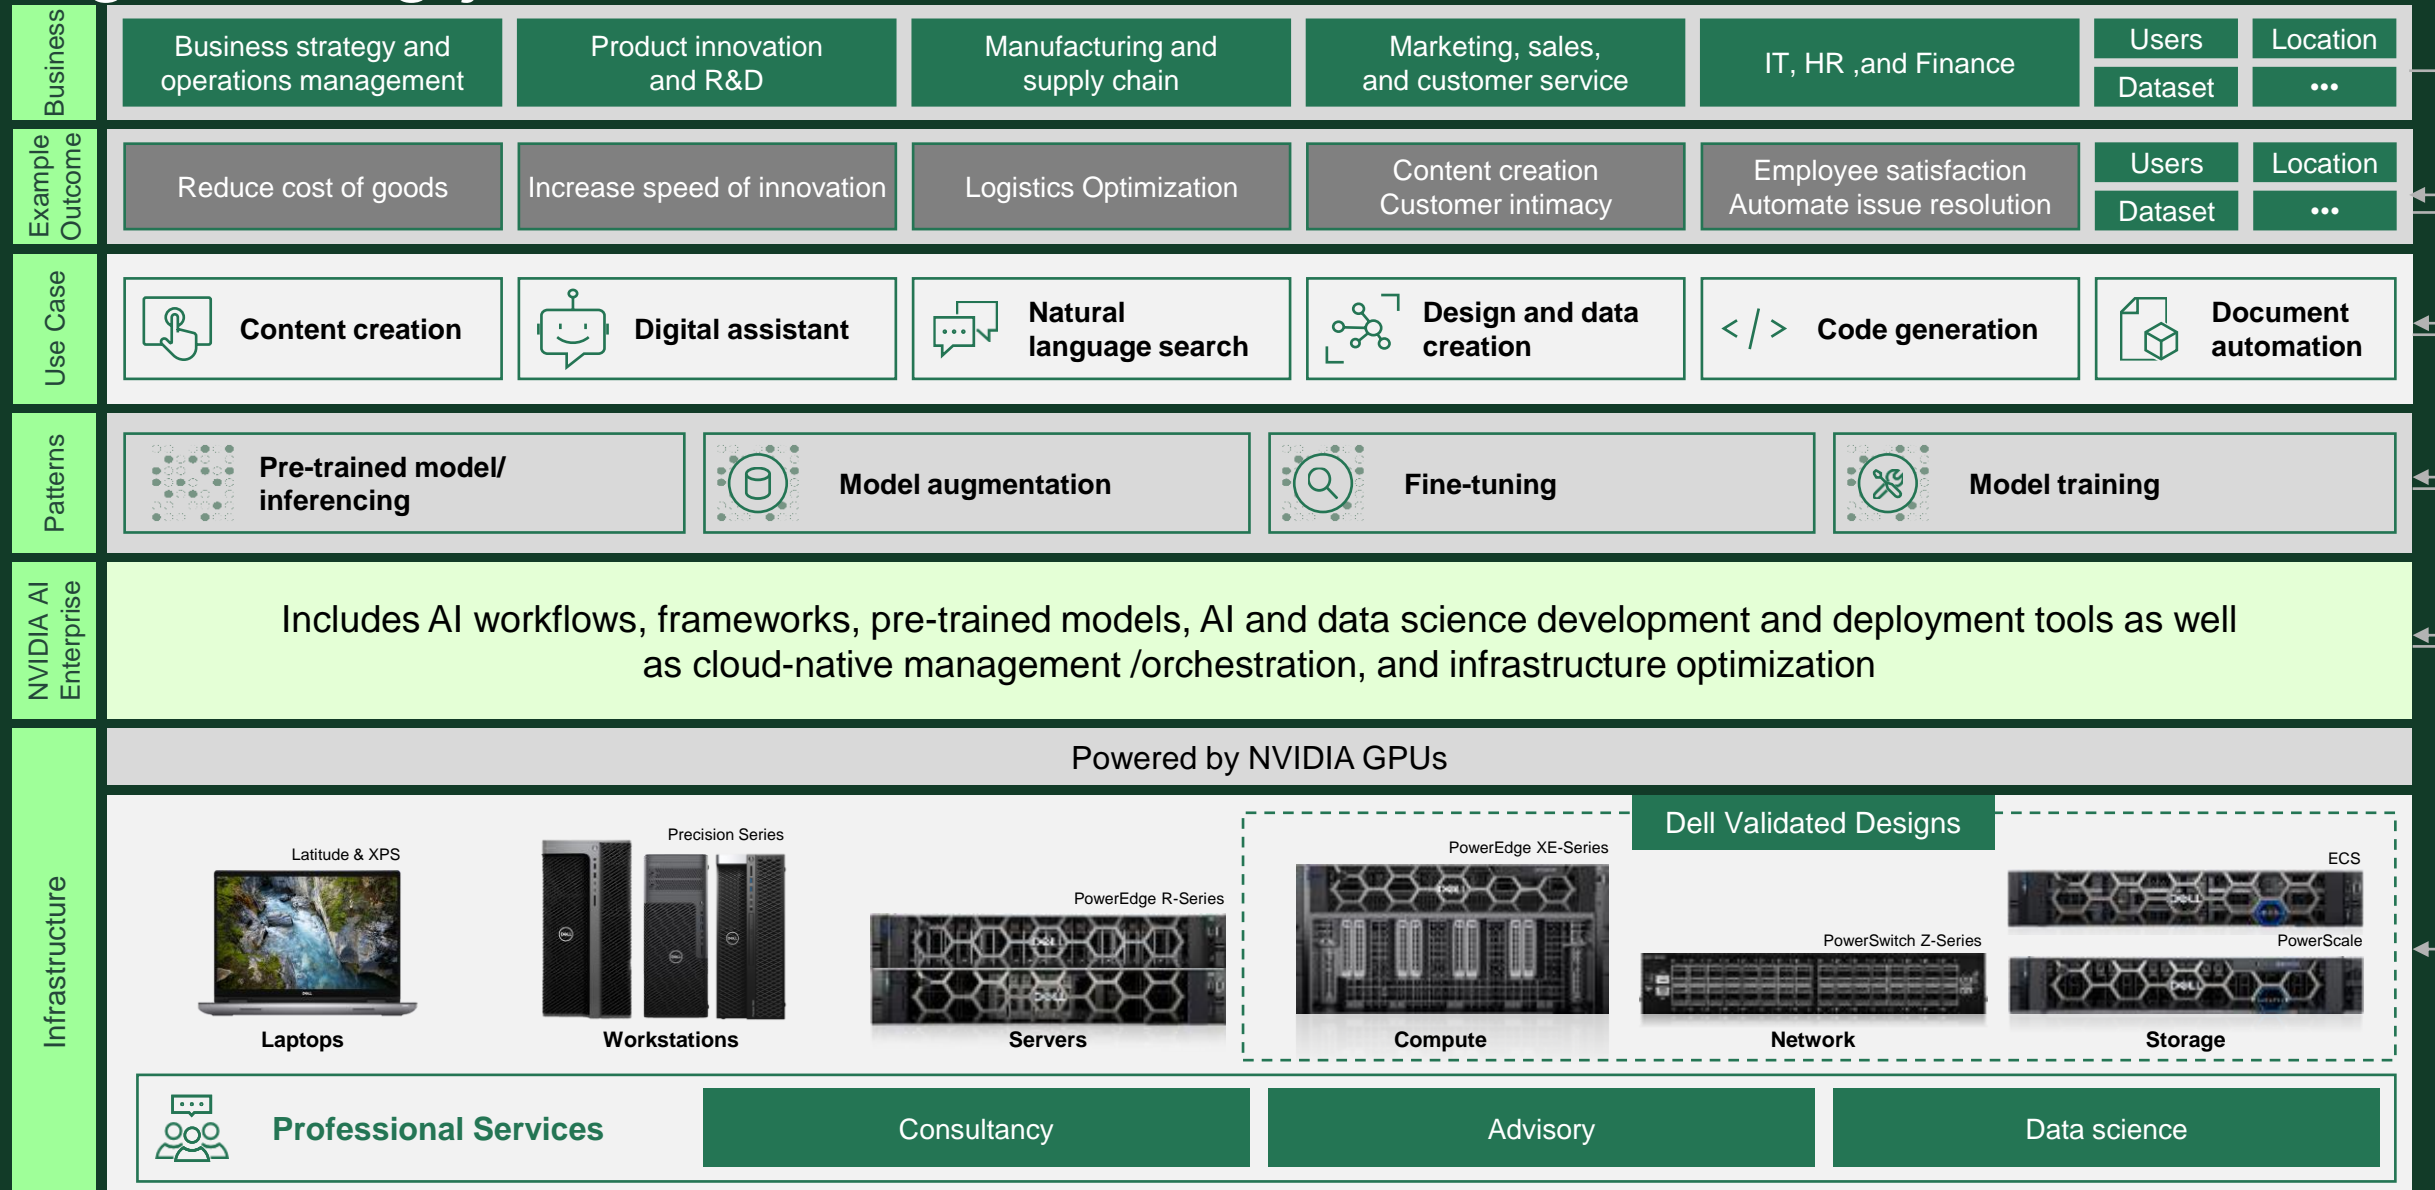 Business
Business strategy and
operations management
Product innovation
and R&D
Manufacturing and
supply chain
Marketing, sales,
and customer service
IT, HR ,and Finance
Users
Location
Dataset
•••
Example
Outcome
Reduce cost of goods
Increase speed of innovation
Logistics Optimization
Content creation
Customer intimacy
Employee satisfaction
Automate issue resolution
Users
Location
Dataset
•••
Use Case
Content creation
Digital assistant
Natural
language search
Design and data
creation
</>
Code generation
Document
automation
Patterns
Pre-trained model/
inferencing
Model augmentation
Fine-tuning
Model training
NVIDIA AI
Enterprise
Includes AI workflows, frameworks, pre-trained models, AI and data science development and deployment tools as well
as cloud-native management /orchestration, and infrastructure optimization
Infrastructure
Powered by NVIDIA GPUs
Dell Validated Designs
Latitude & XPS
Laptops
Precision Series
Workstations
PowerEdge R-Series
DELL
DELL
Servers
PowerEdge XE-Series
DELL
Compute
PowerSwitch Z-Series
Network
ECS
DELL
PowerScale
DELL
Storage
Professional Services
Consultancy
Advisory
Data science